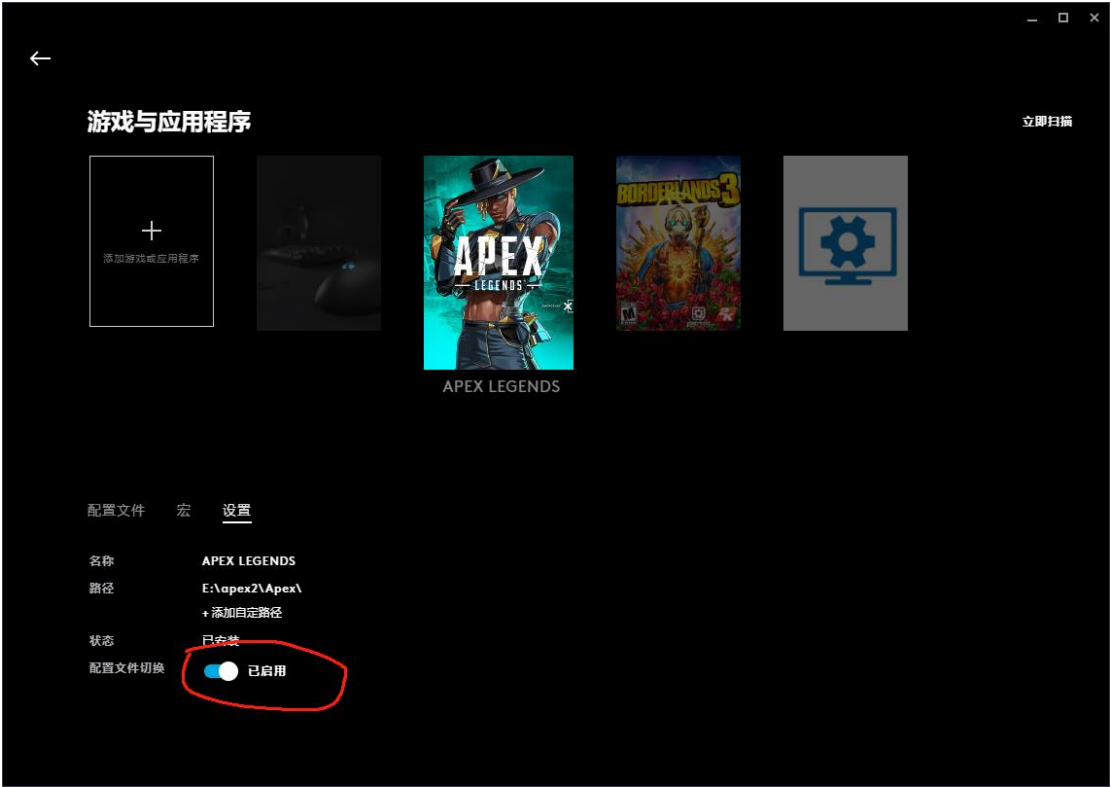 游戏与应用程序
立即扫描
添加游戏或应用程序
APEX
LEGENDS
BORDERLANDS 3
M
2K
APEX LEGENDS
配置文件 宏 设置
名称 APEX LEGENDS
路径 E:\apex2\Apex\
+ 添加自定路径
状态 已安装
配置文件切换 已启用